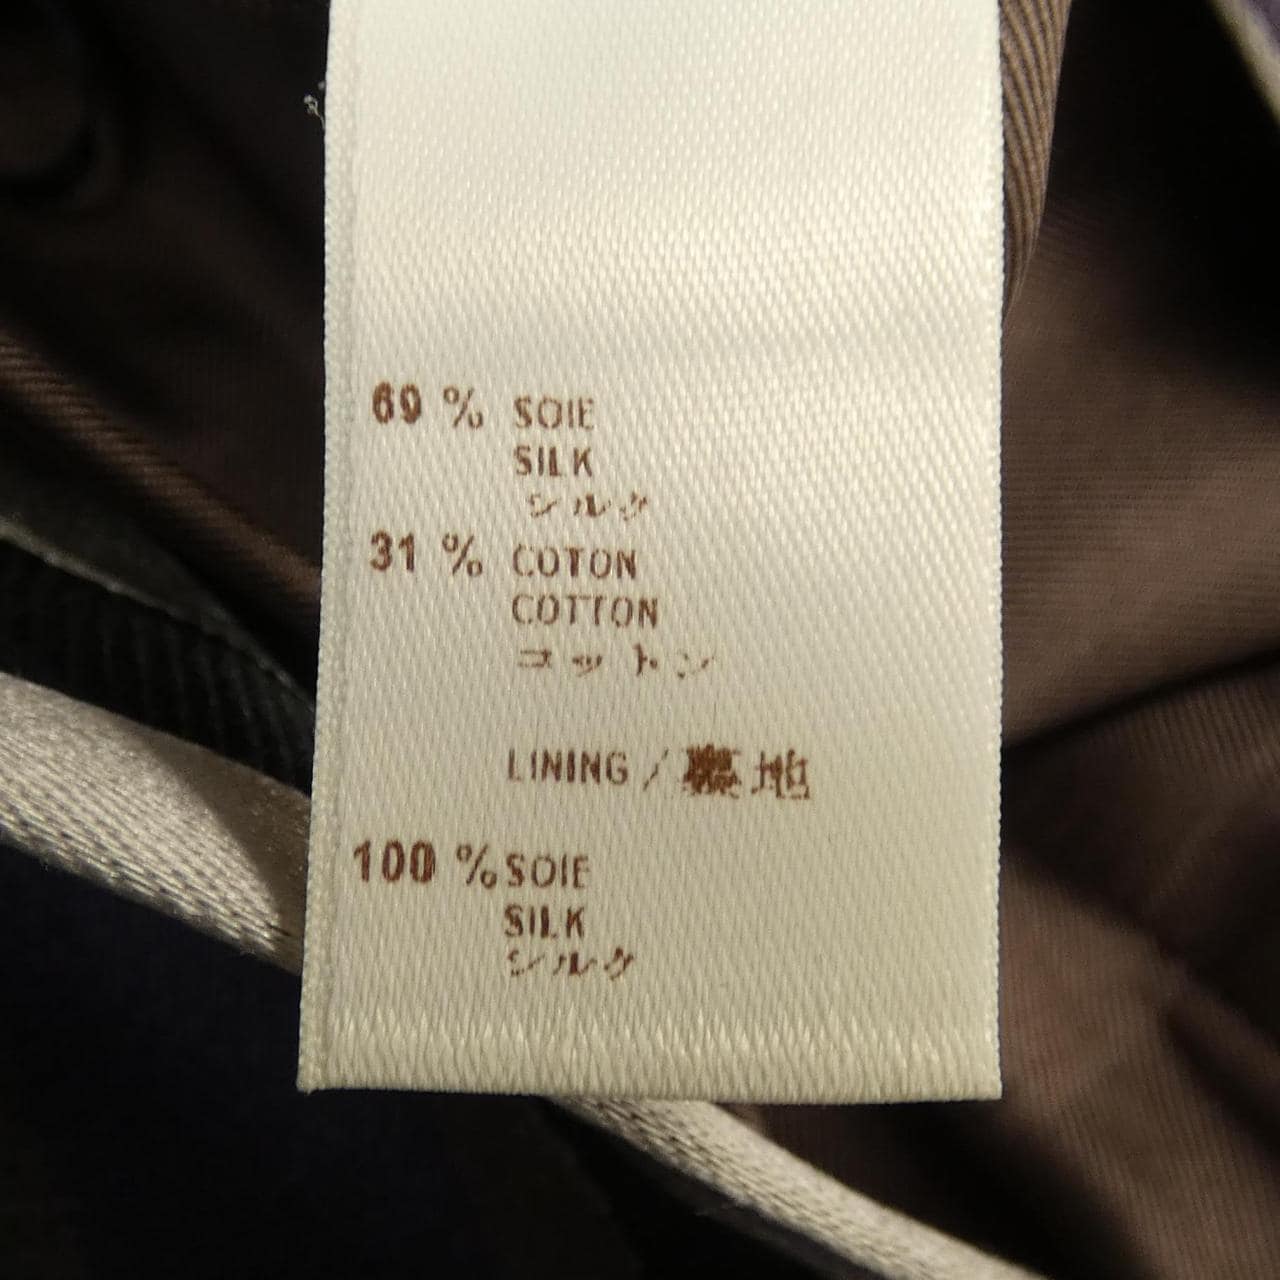 69 % SOIE
SILK
シルク
31 % COTON
COTTON
コットン
LINING / 裏地
100 % SOIE
SILK
シルク